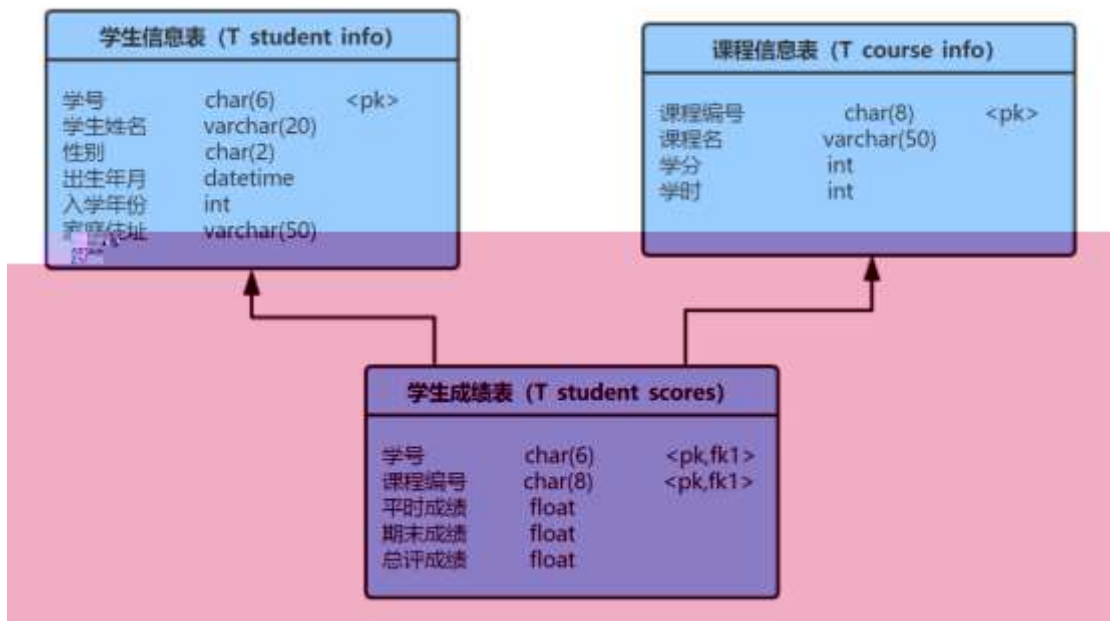 学生信息表 (T student info)
学号 char(6) <pk>
学生姓名 varchar(20)
性别 char(2)
出生年月 datetime
入学年份 int
家庭住址 varchar(50)
课程信息表 (T course info)
课程编号 char(8) <pk>
课程名 varchar(50)
学分 int
学时 int
学生成绩表 (T student scores)
学号 char(6) <pk,fk1>
课程编号 char(8) <pk,fk1>
平时成绩 float
期末成绩 float
总评成绩 float